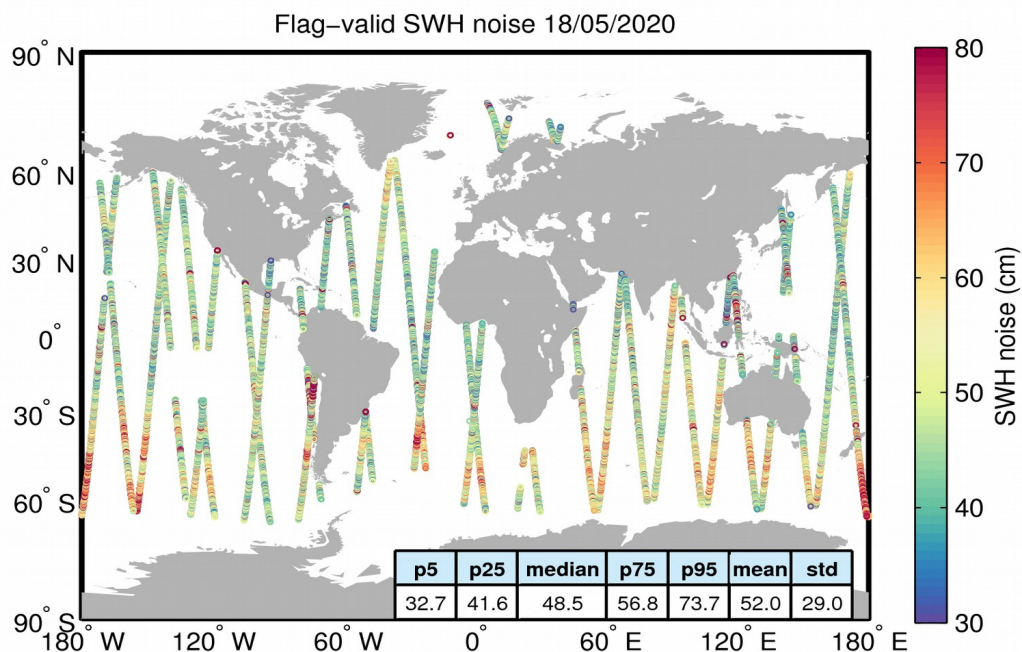 Flag−valid SWH noise 18/05/2020
90° N
60° N
30° N
0°
30° S
60° S
90° S
180° W
120° W
60° W
0°
60° E
120° E
180° E
p5 p25 median p75 p95 mean std
32.7 41.6 48.5 56.8 73.7 52.0 29.0
80
70
60
50
40
30
SWH noise (cm)